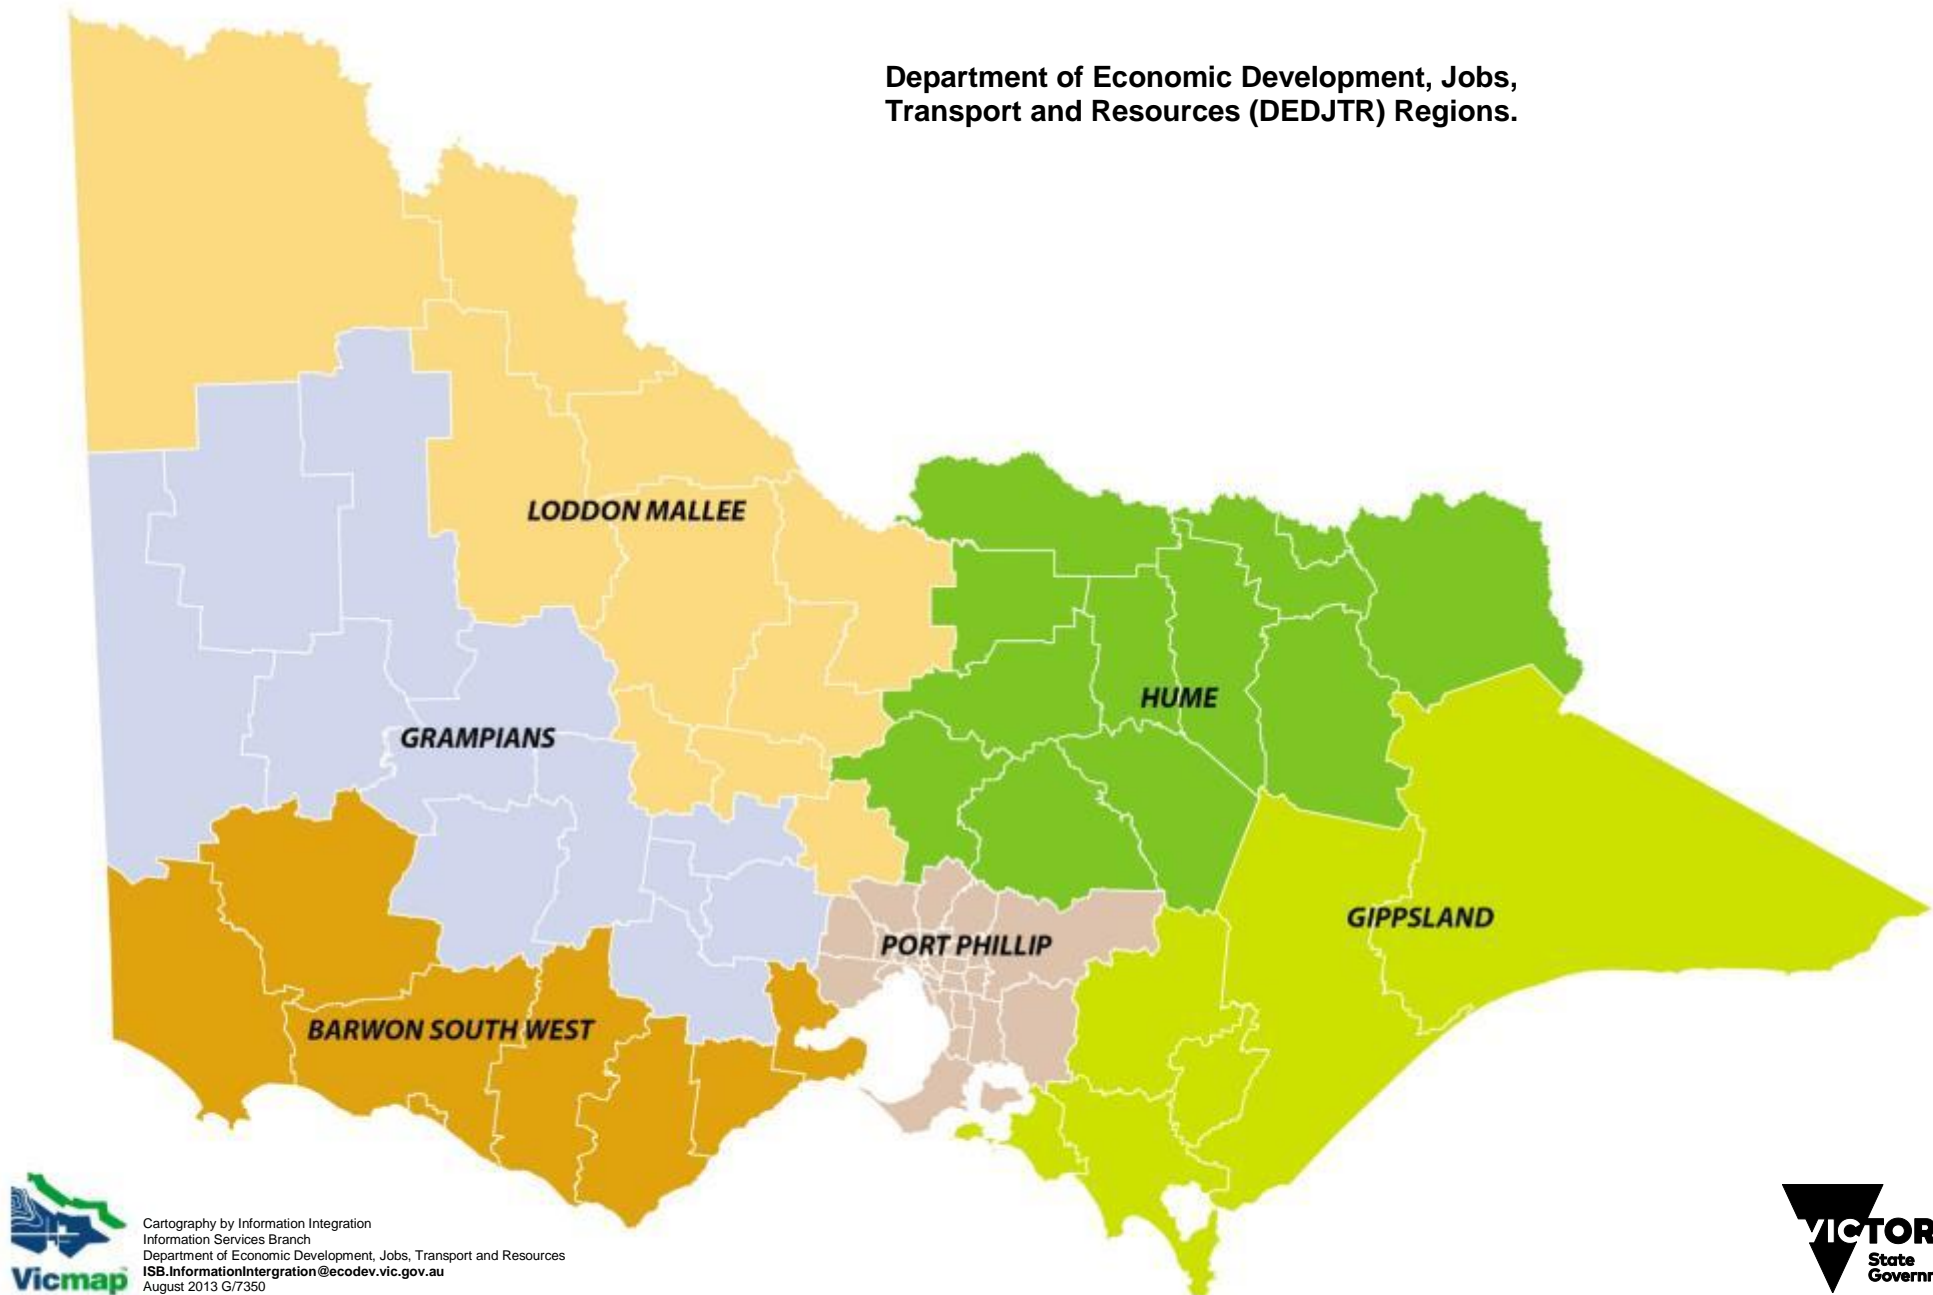 Department of Economic Development, Jobs,
Transport and Resources (DEDJTR) Regions.
LODDON MALLEE
HUME
GRAMPIANS
GIPPSLAND
PORT PHILLIP
BARWON SOUTH WEST
Cartography by Information Integration
Information Services Branch
Department of Economic Development, Jobs, Transport and Resources
ISB.InformationIntergration@ecodev.vic.gov.au
August 2013 G/7350
Vicmap
VICTOR
State
Govern